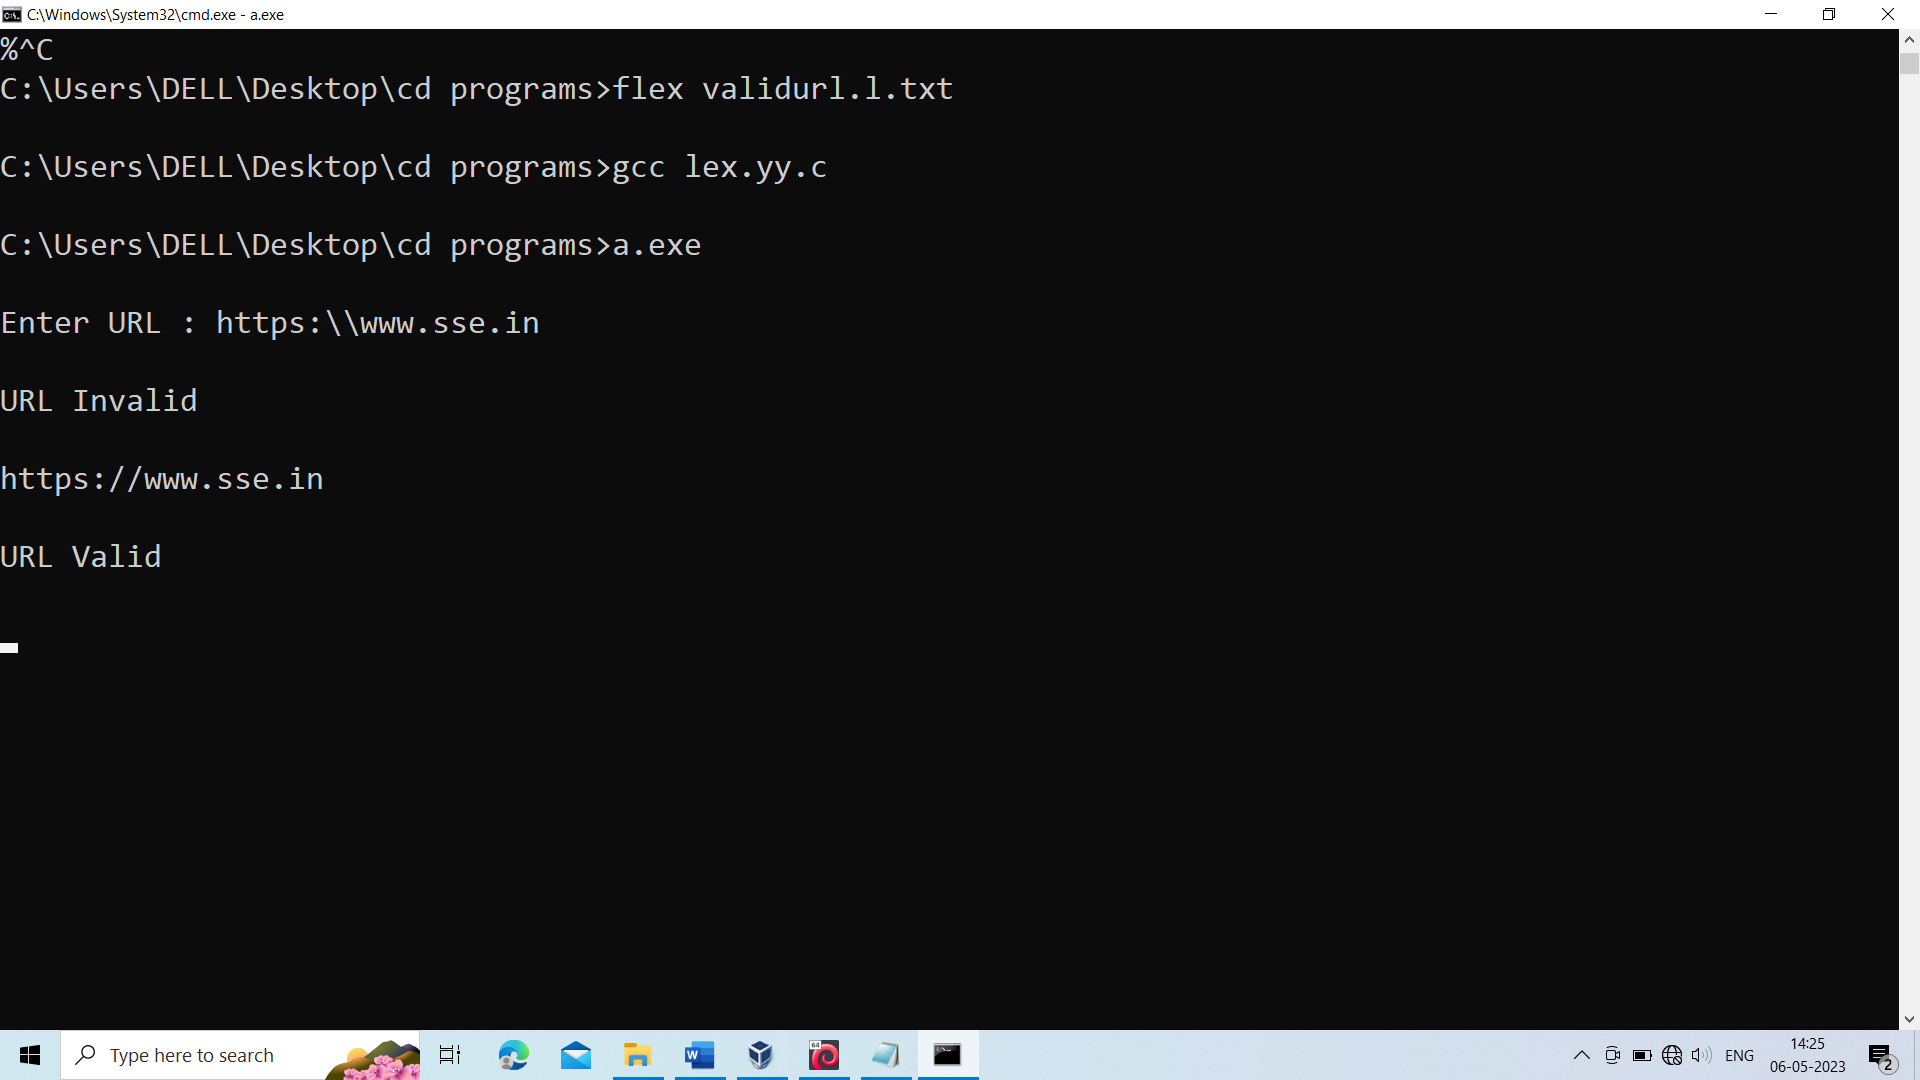 C:\Windows\System32\cmd.exe - a.exe
%^C
C:\Users\DELL\Desktop\cd programs>flex validurl.l.txt
C:\Users\DELL\Desktop\cd programs>gcc lex.yy.c
C:\Users\DELL\Desktop\cd programs>a.exe
Enter URL : https:\\www.sse.in
URL Invalid
https://www.sse.in
URL Valid
Type here to search
64
W
ENG
14:25
06-05-2023
2